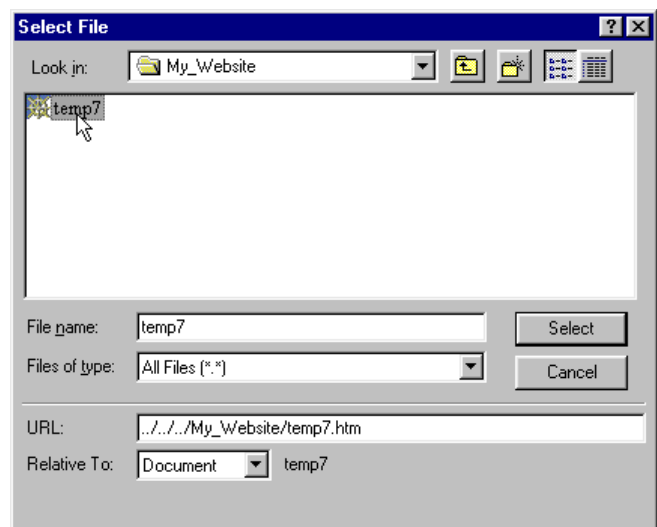 Select File
Look in: My_Website
temp7
File name: temp7 Select
Files of type: All Files (*.*) Cancel
URL: ../../../My_Website/temp7.htm
Relative To: Document temp7